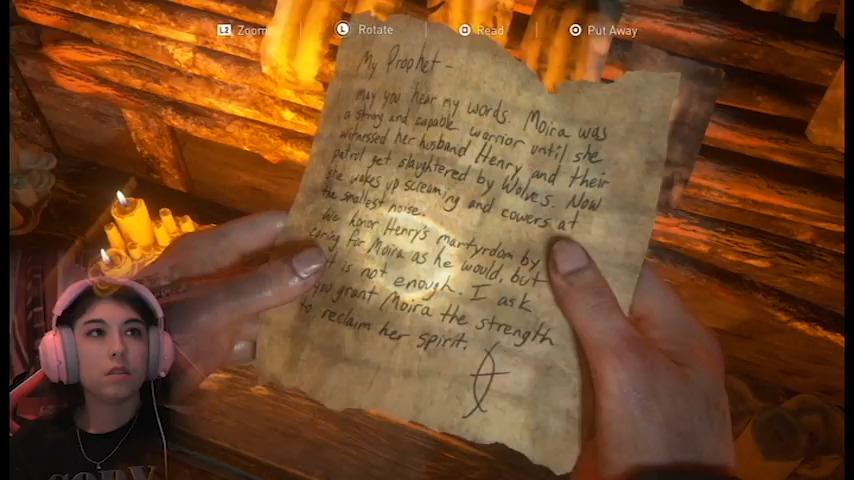 L2 Zoom
L Rotate
Read
Put Away
My Prophet -
may you hear my words. Moira was
a strong and capable warrior until she
witnessed her husband Henry and their
patrol get slaughtered by Wolves. Now
she wakes up screaming and cowers at
the smallest noise.
We honor Henry's martyrdom by
caring for Moira as he would, but
it is not enough. I ask
you grant Moira the strength
to reclaim her spirit.